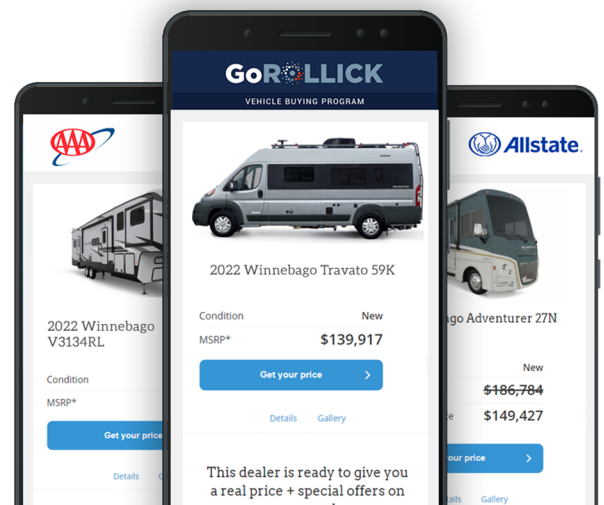 GoROLLICK
VEHICLE BUYING PROGRAM
2022 Winnebago Travato 59K
Condition New
MSRP* $139,917
Get your price
Details Gallery
This dealer is ready to give you
a real price + special offers on
AAA
2022 Winnebago
V3134RL
Condition
MSRP*
Get your price
Details
Allstate.
Adventurer 27N
New
$186,784
$149,427
price
Gallery